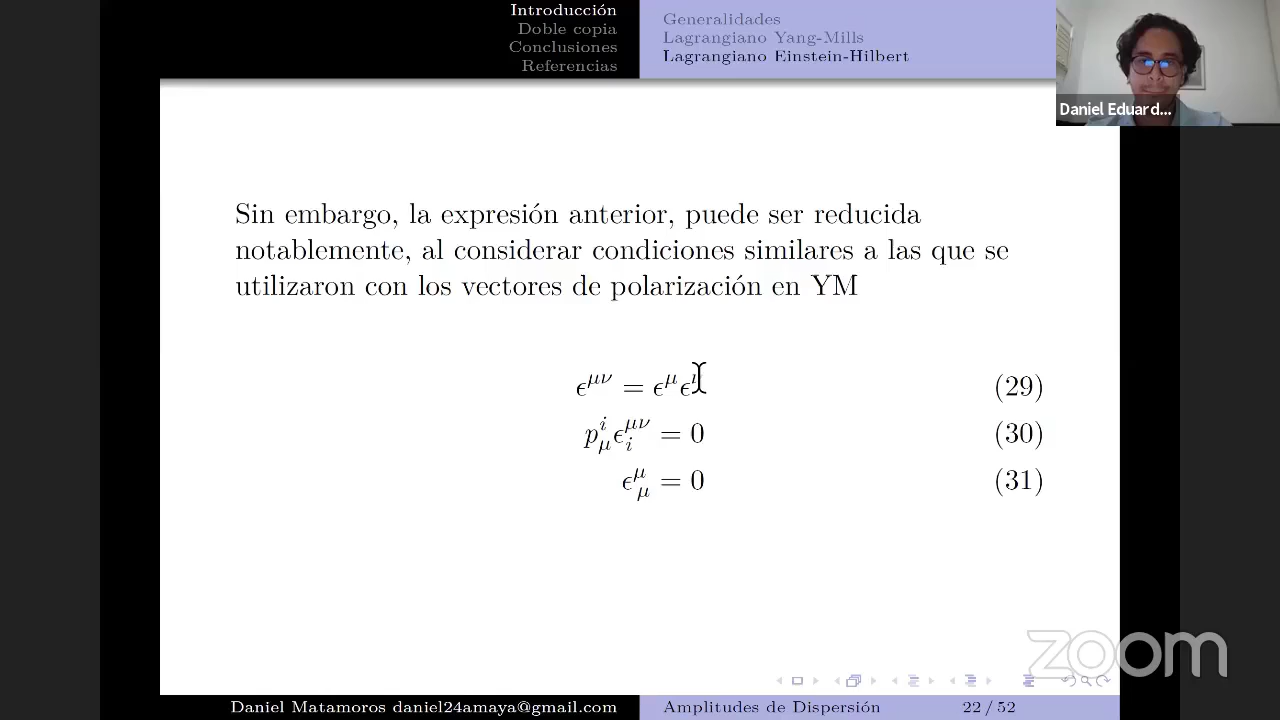 Introducción
Doble copia
Conclusiones
Referencias
Generalidades
Lagrangiano Yang-Mills
Lagrangiano Einstein-Hilbert
Daniel Eduard...
Sin embargo, la expresión anterior, puede ser reducida
notablemente, al considerar condiciones similares a las que se
utilizaron con los vectores de polarización en YM
ϵ^{μν} = ϵ^μ ϵ (29)
p^i_μ ϵ_i^{μν} = 0 (30)
ϵ^μ_μ = 0 (31)
zoom
Daniel Matamoros daniel24amaya@gmail.com
Amplitudes de Dispersión
22 / 52